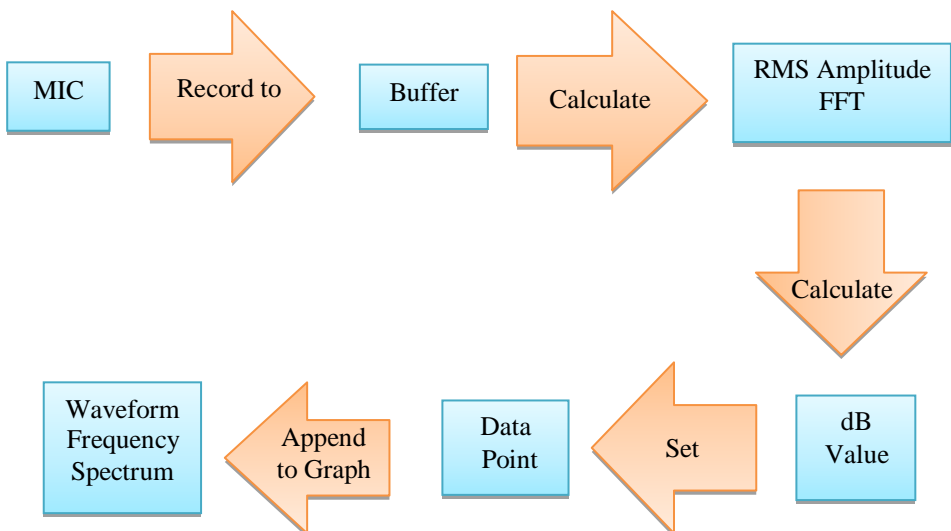 MIC
Record to
Buffer
Calculate
RMS Amplitude
FFT
Calculate
dB
Value
Set
Data
Point
Append
to Graph
Waveform
Frequency
Spectrum